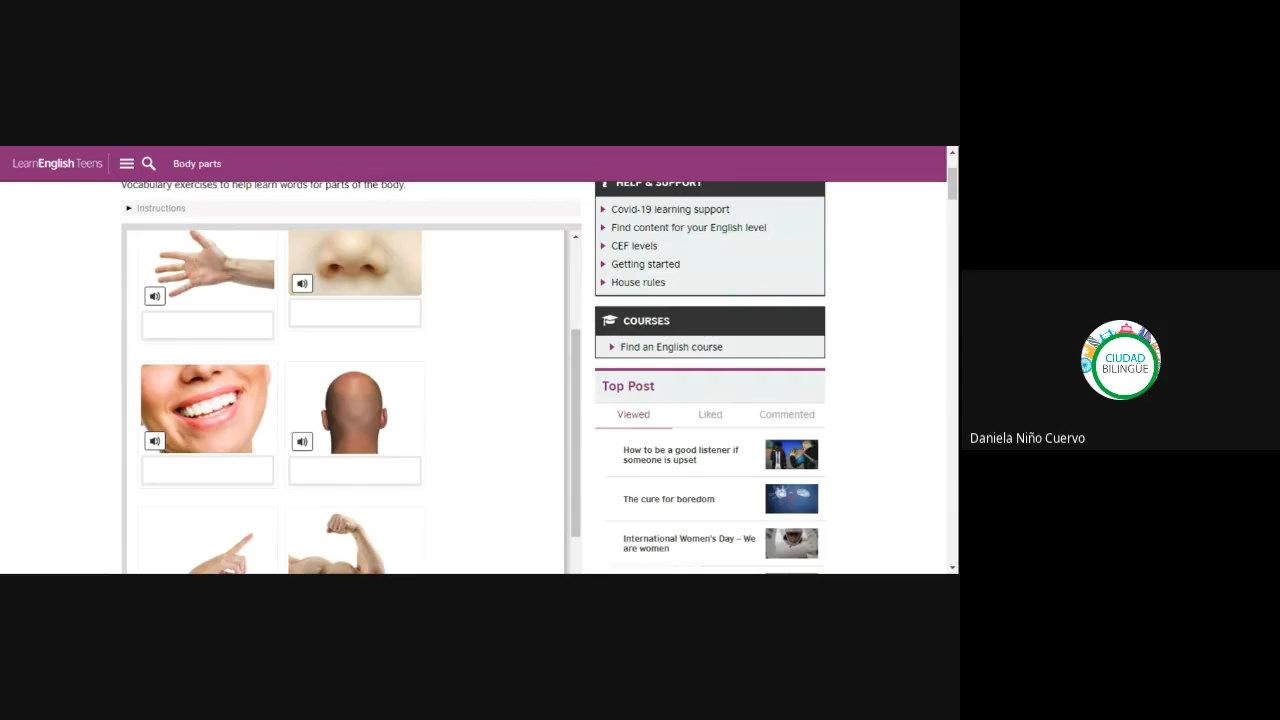 LearnEnglish Teens
Body parts
Vocabulary exercises to help learn words for parts of the body.
Instructions
HELP & SUPPORT
Covid-19 learning support
Find content for your English level
CEF levels
Getting started
House rules
COURSES
Find an English course
Top Post
Viewed Liked Commented
How to be a good listener if
someone is upset
The cure for boredom
International Women's Day – We
are women
CIUDAD
BILINGÜE
Daniela Niño Cuervo